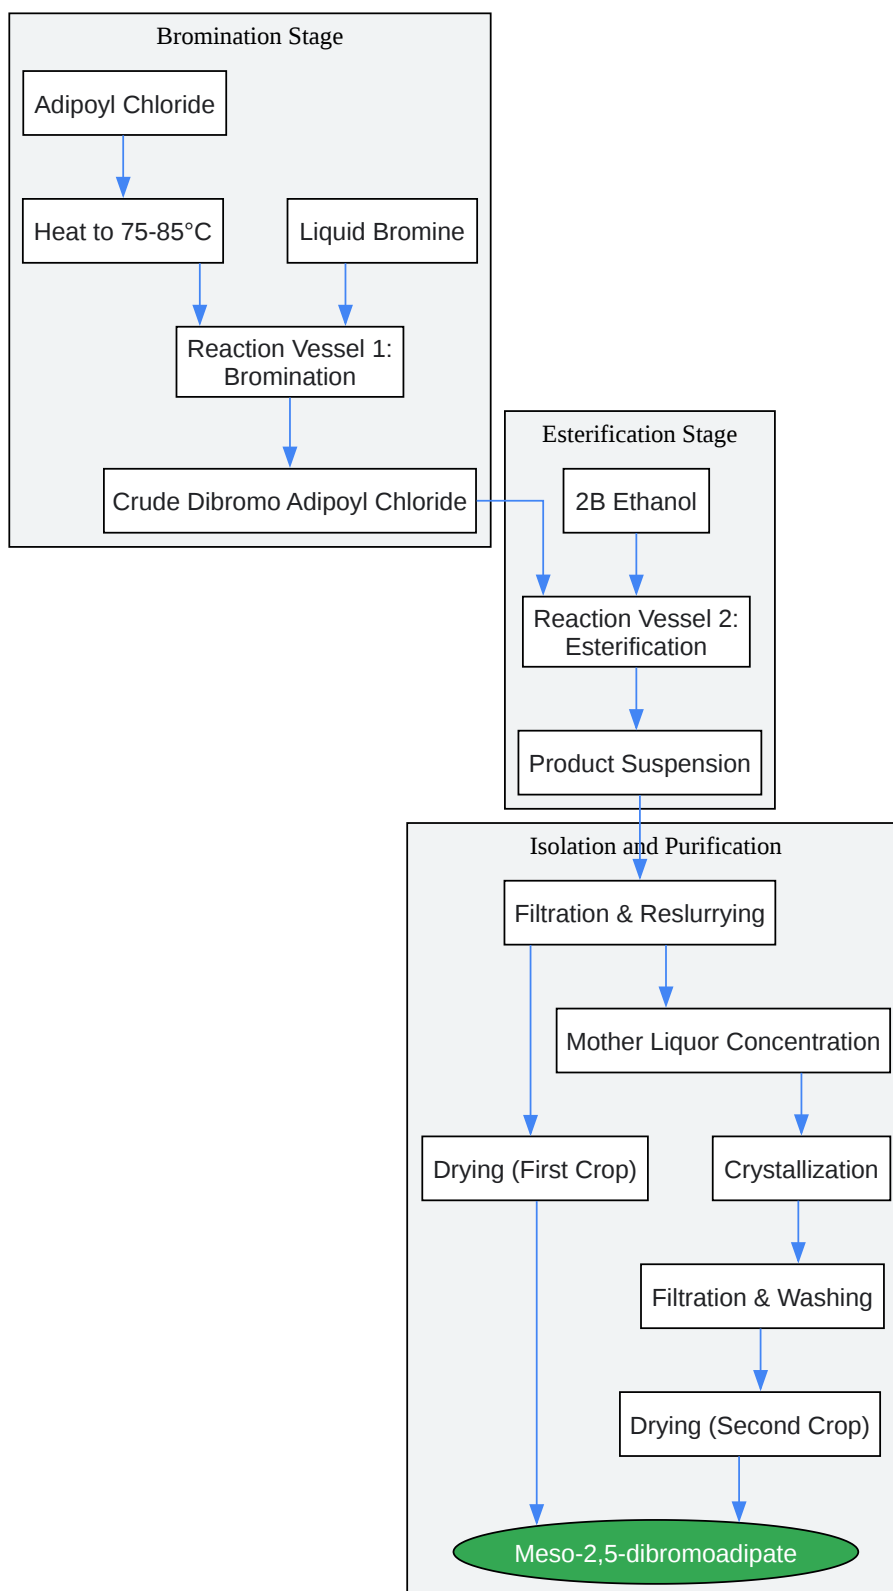 Bromination Stage
Adipoyl Chloride
Heat to 75-85°C
Liquid Bromine
Reaction Vessel 1:
Bromination
Crude Dibromo Adipoyl Chloride
Esterification Stage
2B Ethanol
Reaction Vessel 2:
Esterification
Product Suspension
Isolation and Purification
Filtration & Reslurrying
Mother Liquor Concentration
Drying (First Crop)
Crystallization
Filtration & Washing
Drying (Second Crop)
Meso-2,5-dibromoadipate